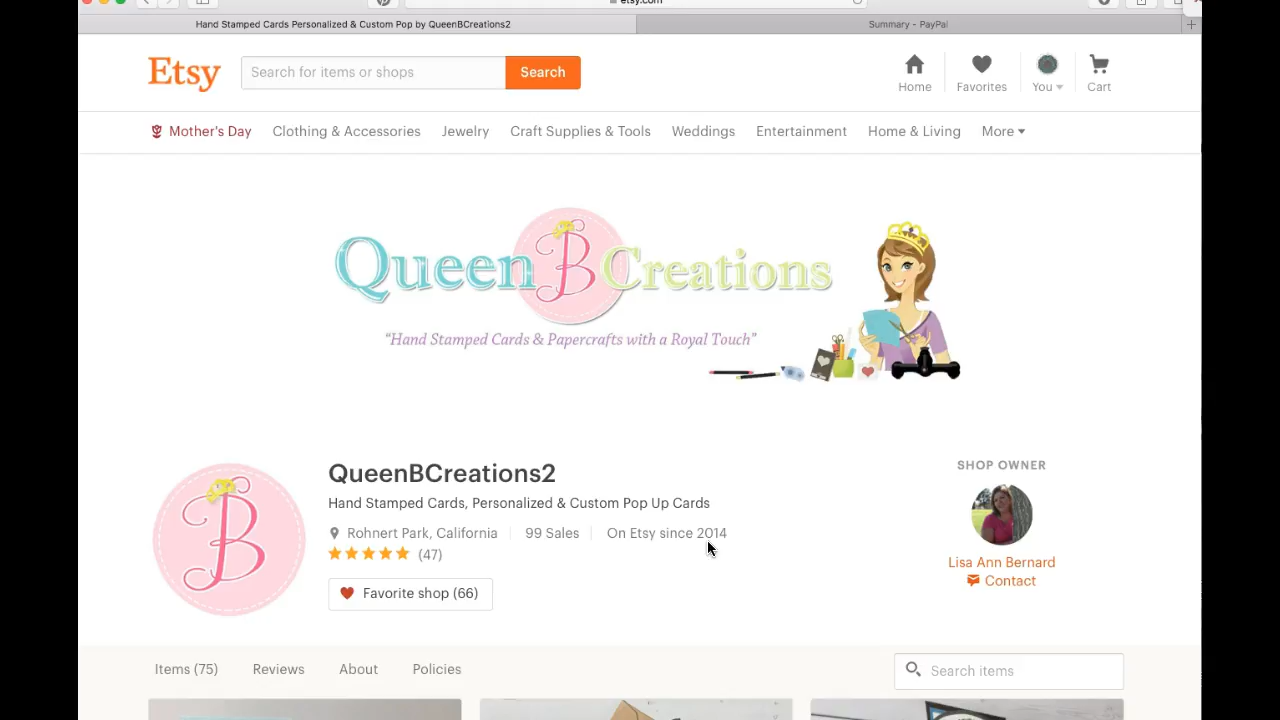 etsy.com
Hand Stamped Cards Personalized & Custom Pop by QueenBCreations2
Summary - PayPal
Etsy
Search for items or shops
Search
Home
Favorites
You
Cart
Mother's Day
Clothing & Accessories
Jewelry
Craft Supplies & Tools
Weddings
Entertainment
Home & Living
More
Queen B Creations
"Hand Stamped Cards & Papercrafts with a Royal Touch"
B
QueenBCreations2
Hand Stamped Cards, Personalized & Custom Pop Up Cards
Rohnert Park, California
99 Sales
On Etsy since 2014
(47)
Favorite shop (66)
SHOP OWNER
Lisa Ann Bernard
Contact
Items (75)
Reviews
About
Policies
Search items